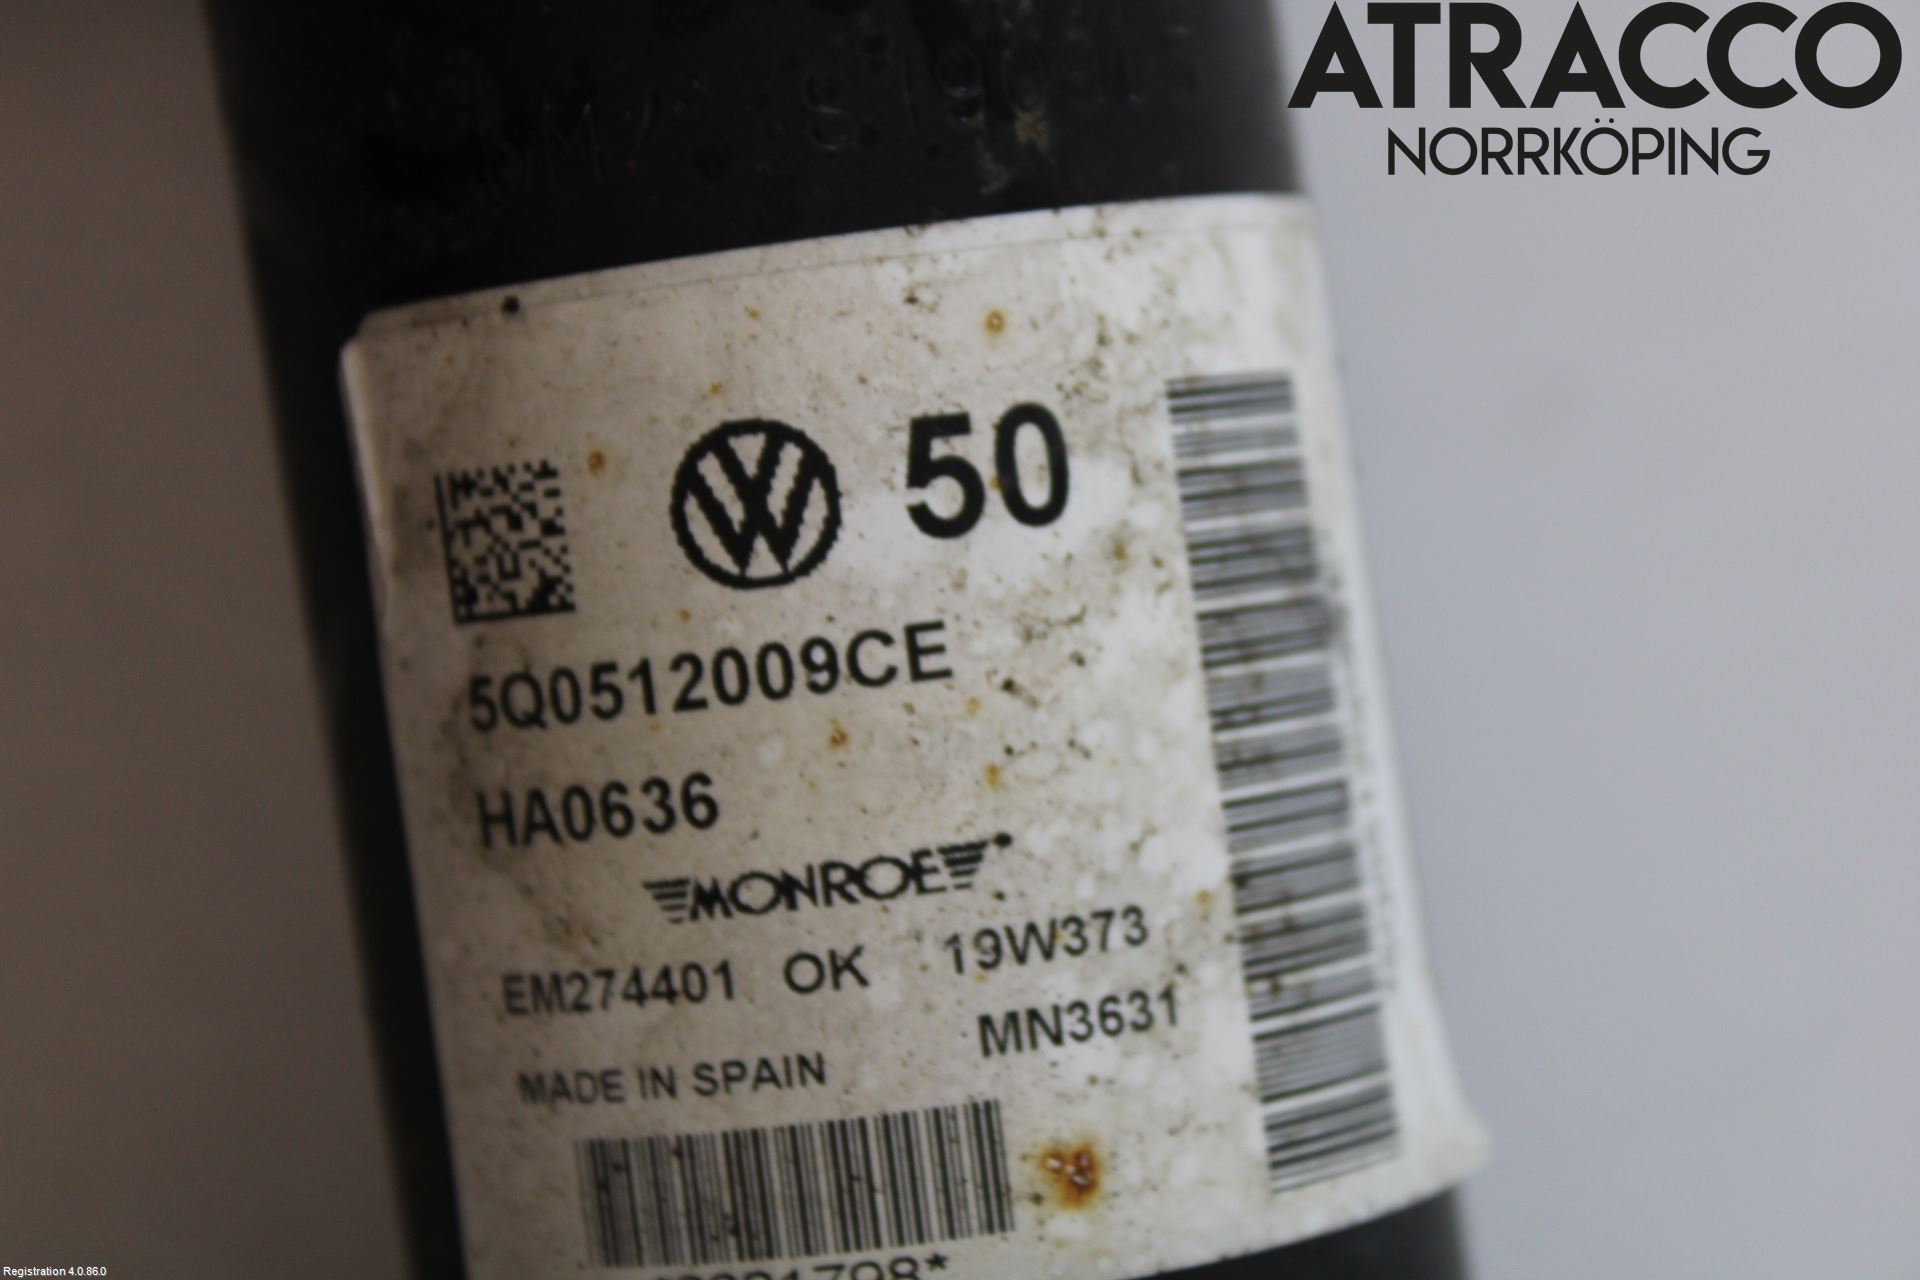 ATRACCO
NORRKÖPING
50
5Q0512009CE
HA0636
MONROE
EM274401 OK 19W373
MN3631
MADE IN SPAIN
Registration 4.0.86.0